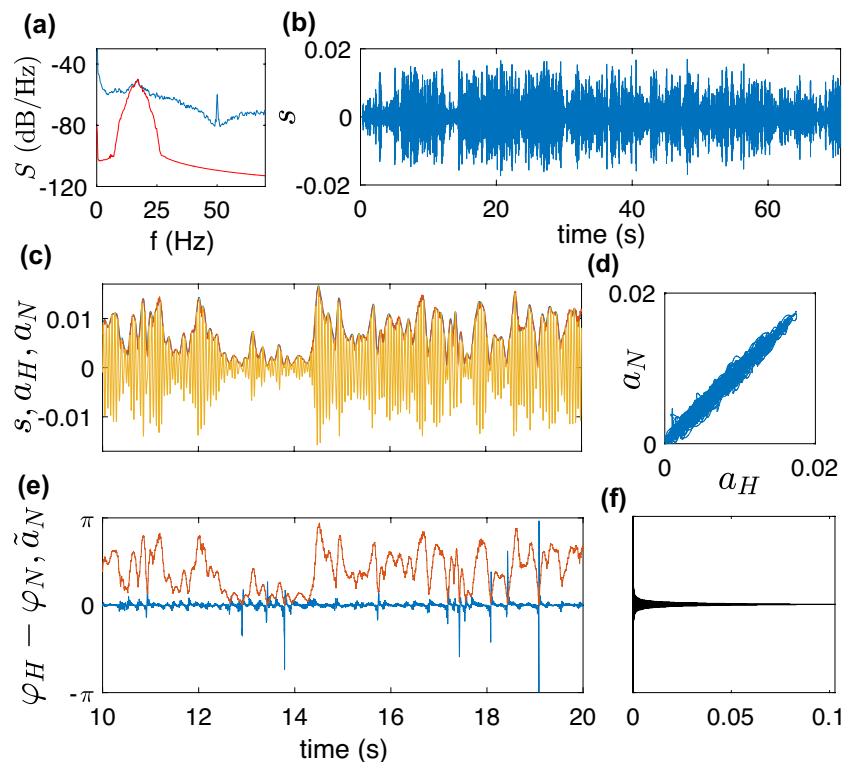 (a)
S (dB/Hz)
-40
-80
-120
0
25
50
f (Hz)
(b)
s
0.02
0
-0.02
0
20
40
60
time (s)
(c)
s, a_H, a_N
0.01
0
-0.01
(d)
a_N
0.02
0
0
0.02
a_H
(e)
φ_H − φ_N, ã_N
π
0
-π
10
12
14
16
18
20
time (s)
(f)
0
0.05
0.1